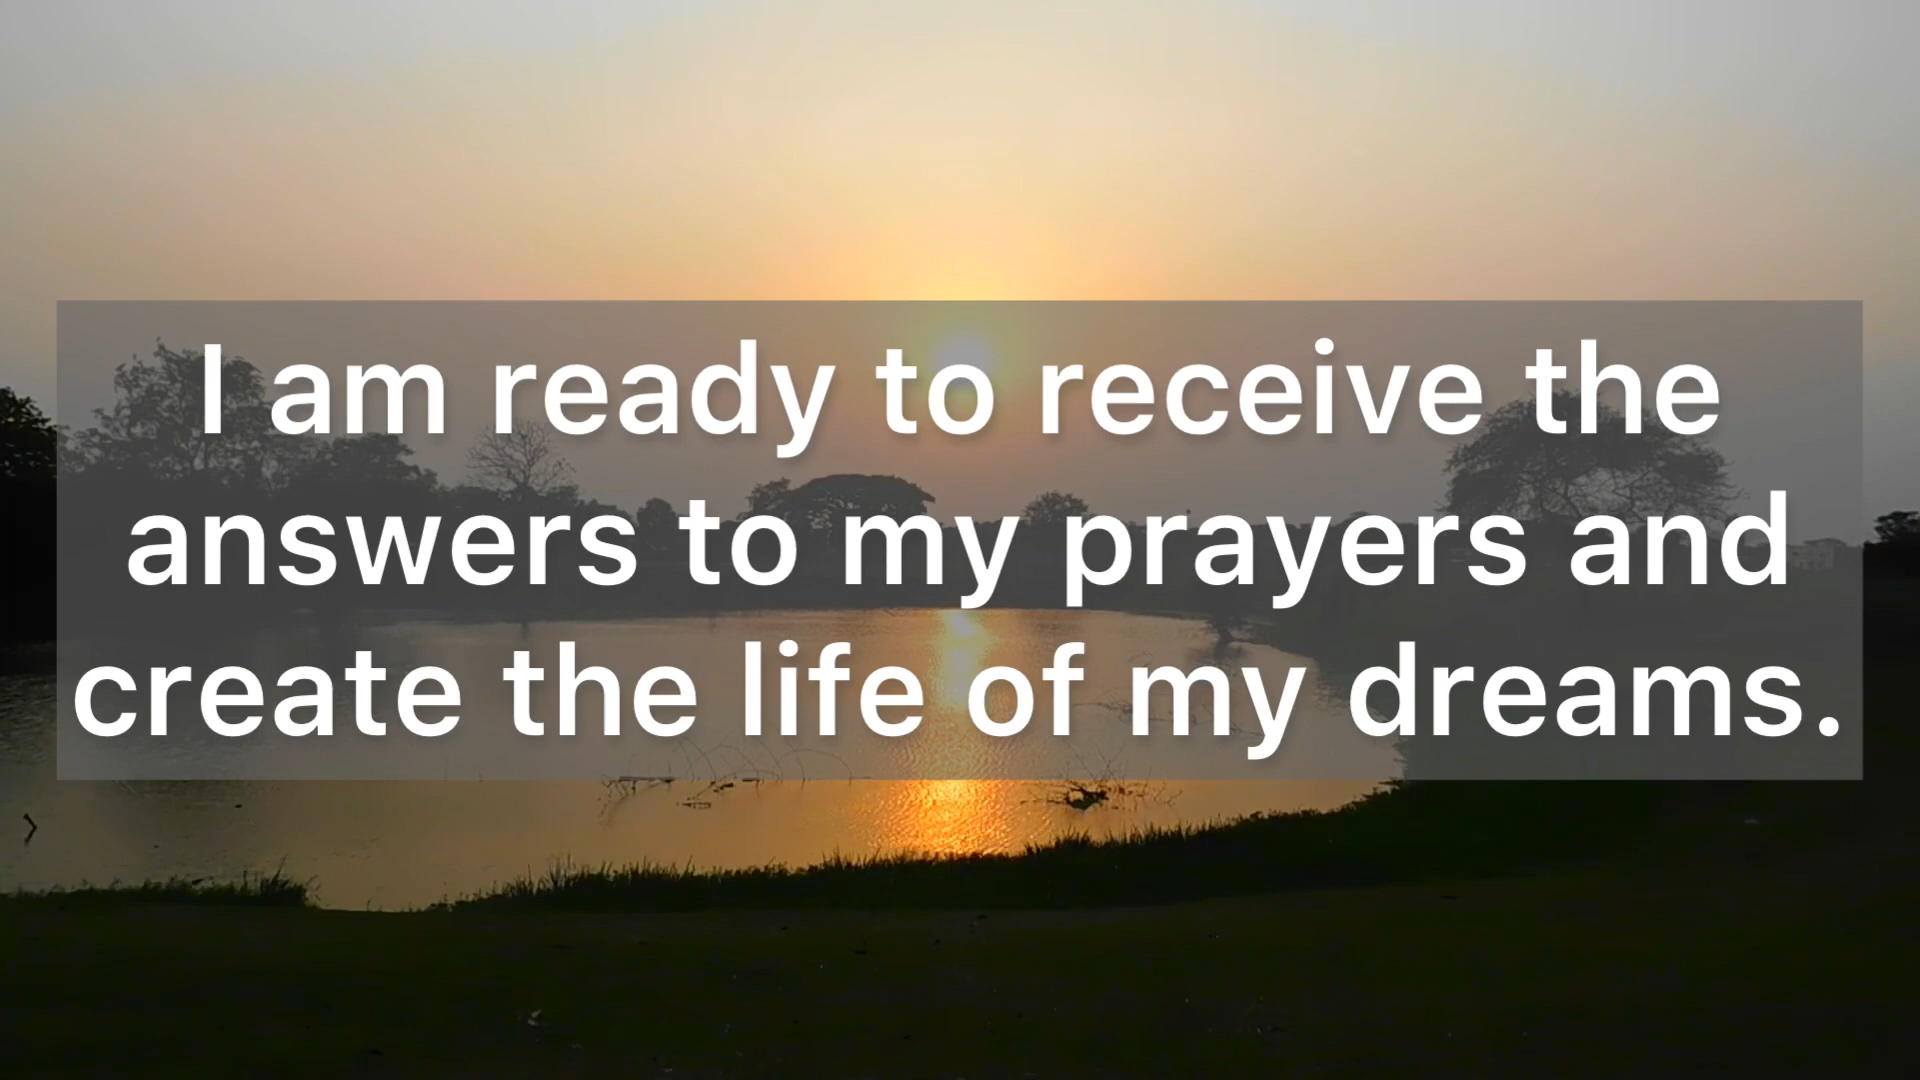 I am ready to receive the
answers to my prayers and
create the life of my dreams.